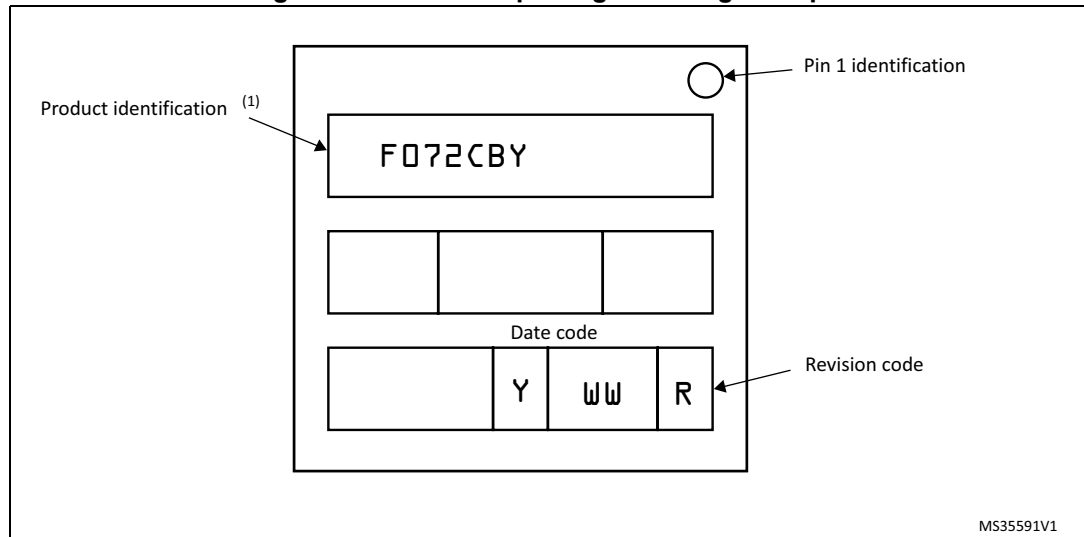 Pin 1 identification
Product identification (1)
F072CBY
Date code
Revision code
Y WW R
MS35591V1